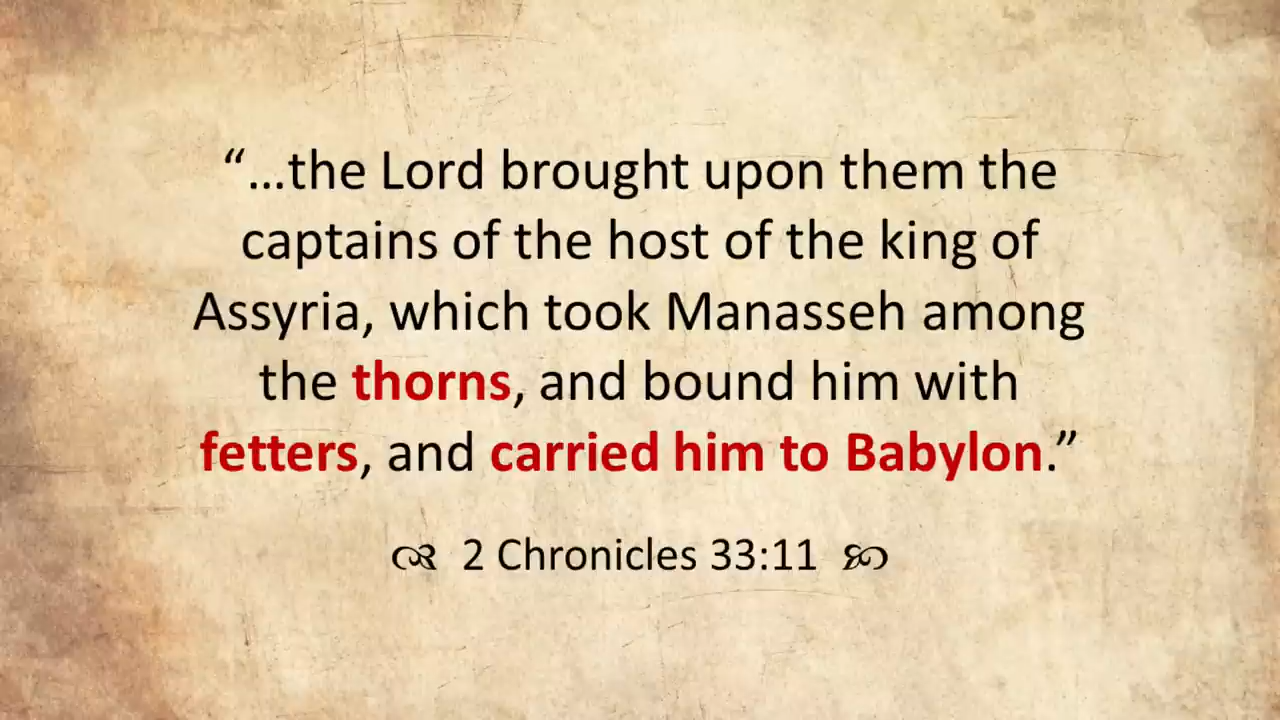 “…the Lord brought upon them the
captains of the host of the king of
Assyria, which took Manasseh among
the thorns, and bound him with
fetters, and carried him to Babylon.”
2 Chronicles 33:11